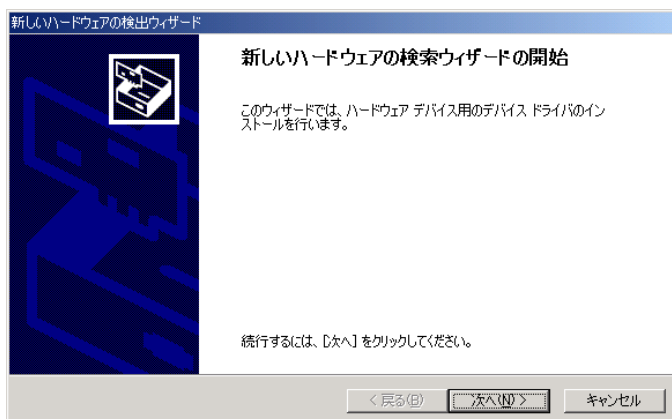 新しいハードウェアの検出ウィザード
新しいハードウェアの検索ウィザードの開始
このウィザードでは、ハードウェア デバイス用のデバイス ドライバのイン
ストールを行います。
続行するには、[次へ] をクリックしてください。
< 戻る(B)
次へ(N) >
キャンセル